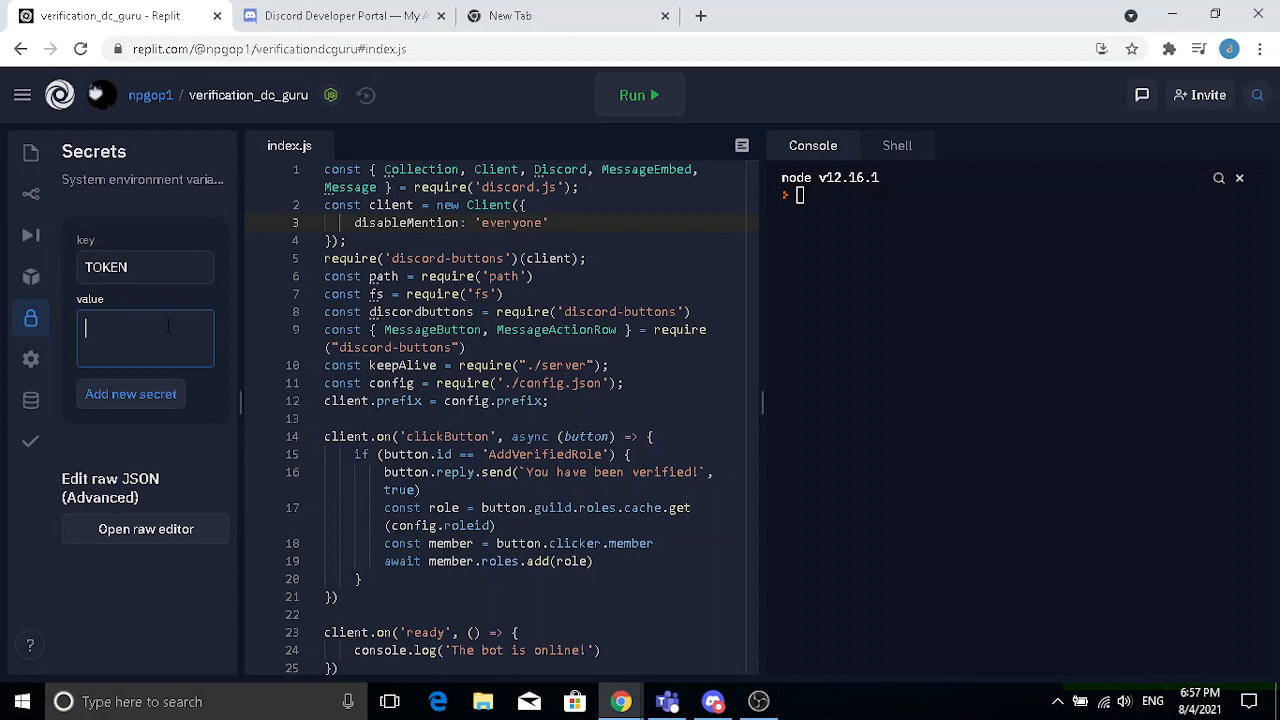 verification_dc_guru - Replit
Discord Developer Portal — My A
New Tab
replit.com/@npgop1/verificationdcguru#index.js
npgop1 / verification_dc_guru
Run
Invite
Secrets
System environment varia...
key
TOKEN
value
Add new secret
Edit raw JSON
(Advanced)
Open raw editor
?
index.js
1 const { Collection, Client, Discord, MessageEmbed,
Message } = require('discord.js');
2 const client = new Client({
3 disableMention: 'everyone'
4 });
5 require('discord-buttons')(client);
6 const path = require('path')
7 const fs = require('fs')
8 const discordbuttons = require('discord-buttons')
9 const { MessageButton, MessageActionRow } = require
("discord-buttons")
10 const keepAlive = require("./server");
11 const config = require('./config.json');
12 client.prefix = config.prefix;
13
14 client.on('clickButton', async (button) => {
15 if (button.id == 'AddVerifiedRole') {
16 button.reply.send(`You have been verified!`,
true)
17 const role = button.guild.roles.cache.get
(config.roleid)
18 const member = button.clicker.member
19 await member.roles.add(role)
20 }
21 })
22
23 client.on('ready', () => {
24 console.log('The bot is online!')
25 })
Console
Shell
node v12.16.1
Type here to search
ENG
6:57 PM
8/4/2021